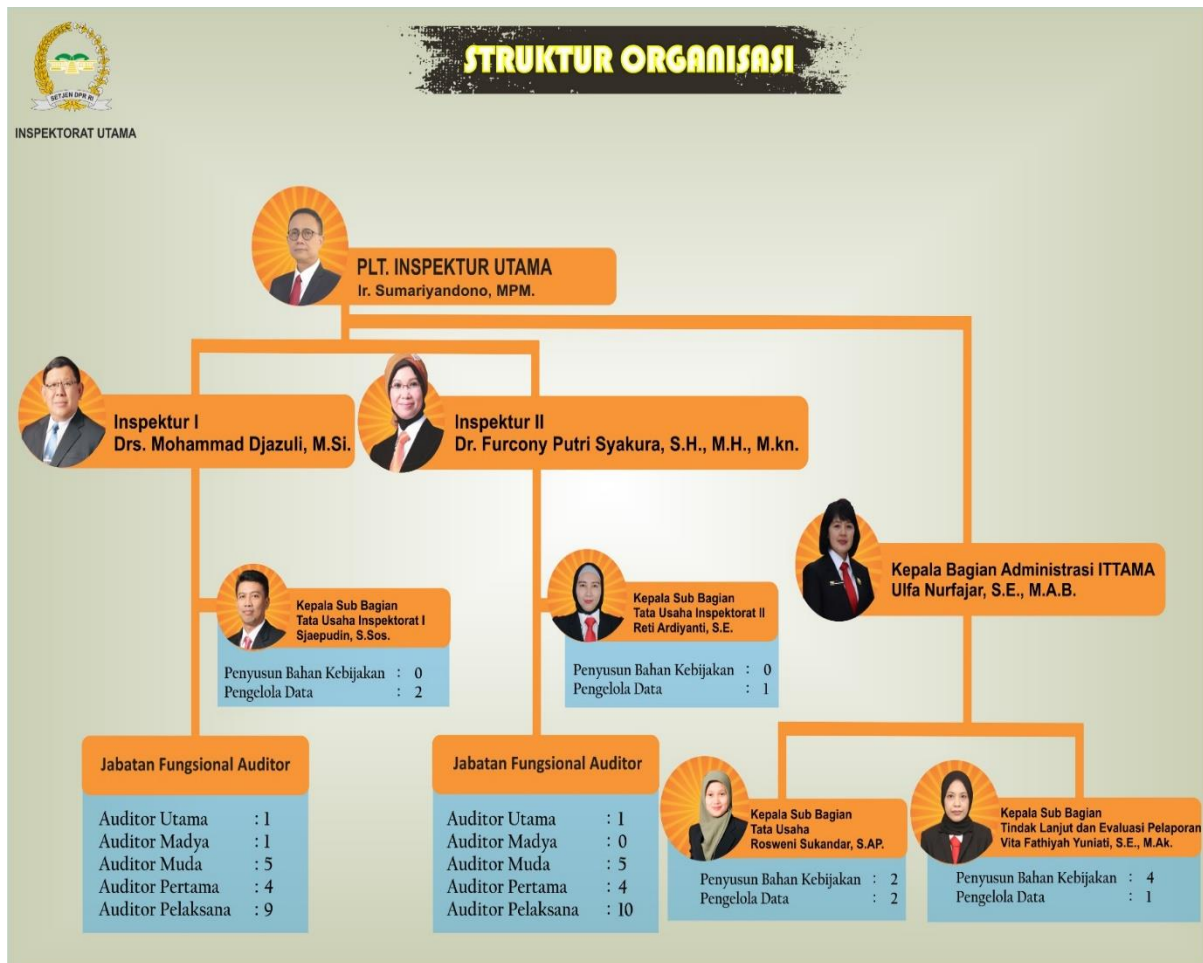 STRUKTUR ORGANISASI
SETJEN DPR RI
INSPEKTORAT UTAMA
PLT. INSPEKTUR UTAMA
Ir. Sumariyandono, MPM.
Inspektur I
Drs. Mohammad Djazuli, M.Si.
Inspektur II
Dr. Furcony Putri Syakura, S.H., M.H., M.kn.
Kepala Bagian Administrasi ITTAMA
Ulfa Nurfajar, S.E., M.A.B.
Kepala Sub Bagian
Tata Usaha Inspektorat I
Sjaepudin, S.Sos.
Penyusun Bahan Kebijakan : 0
Pengelola Data : 2
Kepala Sub Bagian
Tata Usaha Inspektorat II
Reti Ardiyanti, S.E.
Penyusun Bahan Kebijakan : 0
Pengelola Data : 1
Jabatan Fungsional Auditor
Auditor Utama : 1
Auditor Madya : 1
Auditor Muda : 5
Auditor Pertama : 4
Auditor Pelaksana : 9
Jabatan Fungsional Auditor
Auditor Utama : 1
Auditor Madya : 0
Auditor Muda : 5
Auditor Pertama : 4
Auditor Pelaksana : 10
Kepala Sub Bagian
Tata Usaha
Rosweni Sukandar, S.AP.
Penyusun Bahan Kebijakan : 2
Pengelola Data : 2
Kepala Sub Bagian
Tindak Lanjut dan Evaluasi Pelaporan
Vita Fathiyah Yuniati, S.E., M.Ak.
Penyusun Bahan Kebijakan : 4
Pengelola Data : 1